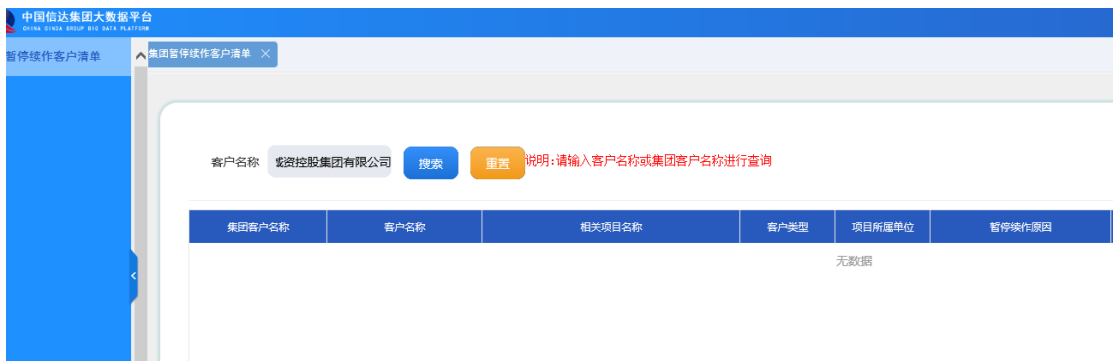 中国信达集团大数据平台
CHINA CINDA GROUP BIG DATA PLATFORM
暂停续作客户清单
集团暂停续作客户清单
客户名称 资控股集团有限公司 搜索 重置 说明:请输入客户名称或集团客户名称进行查询
集团客户名称 客户名称 相关项目名称 客户类型 项目所属单位 暂停续作原因
无数据